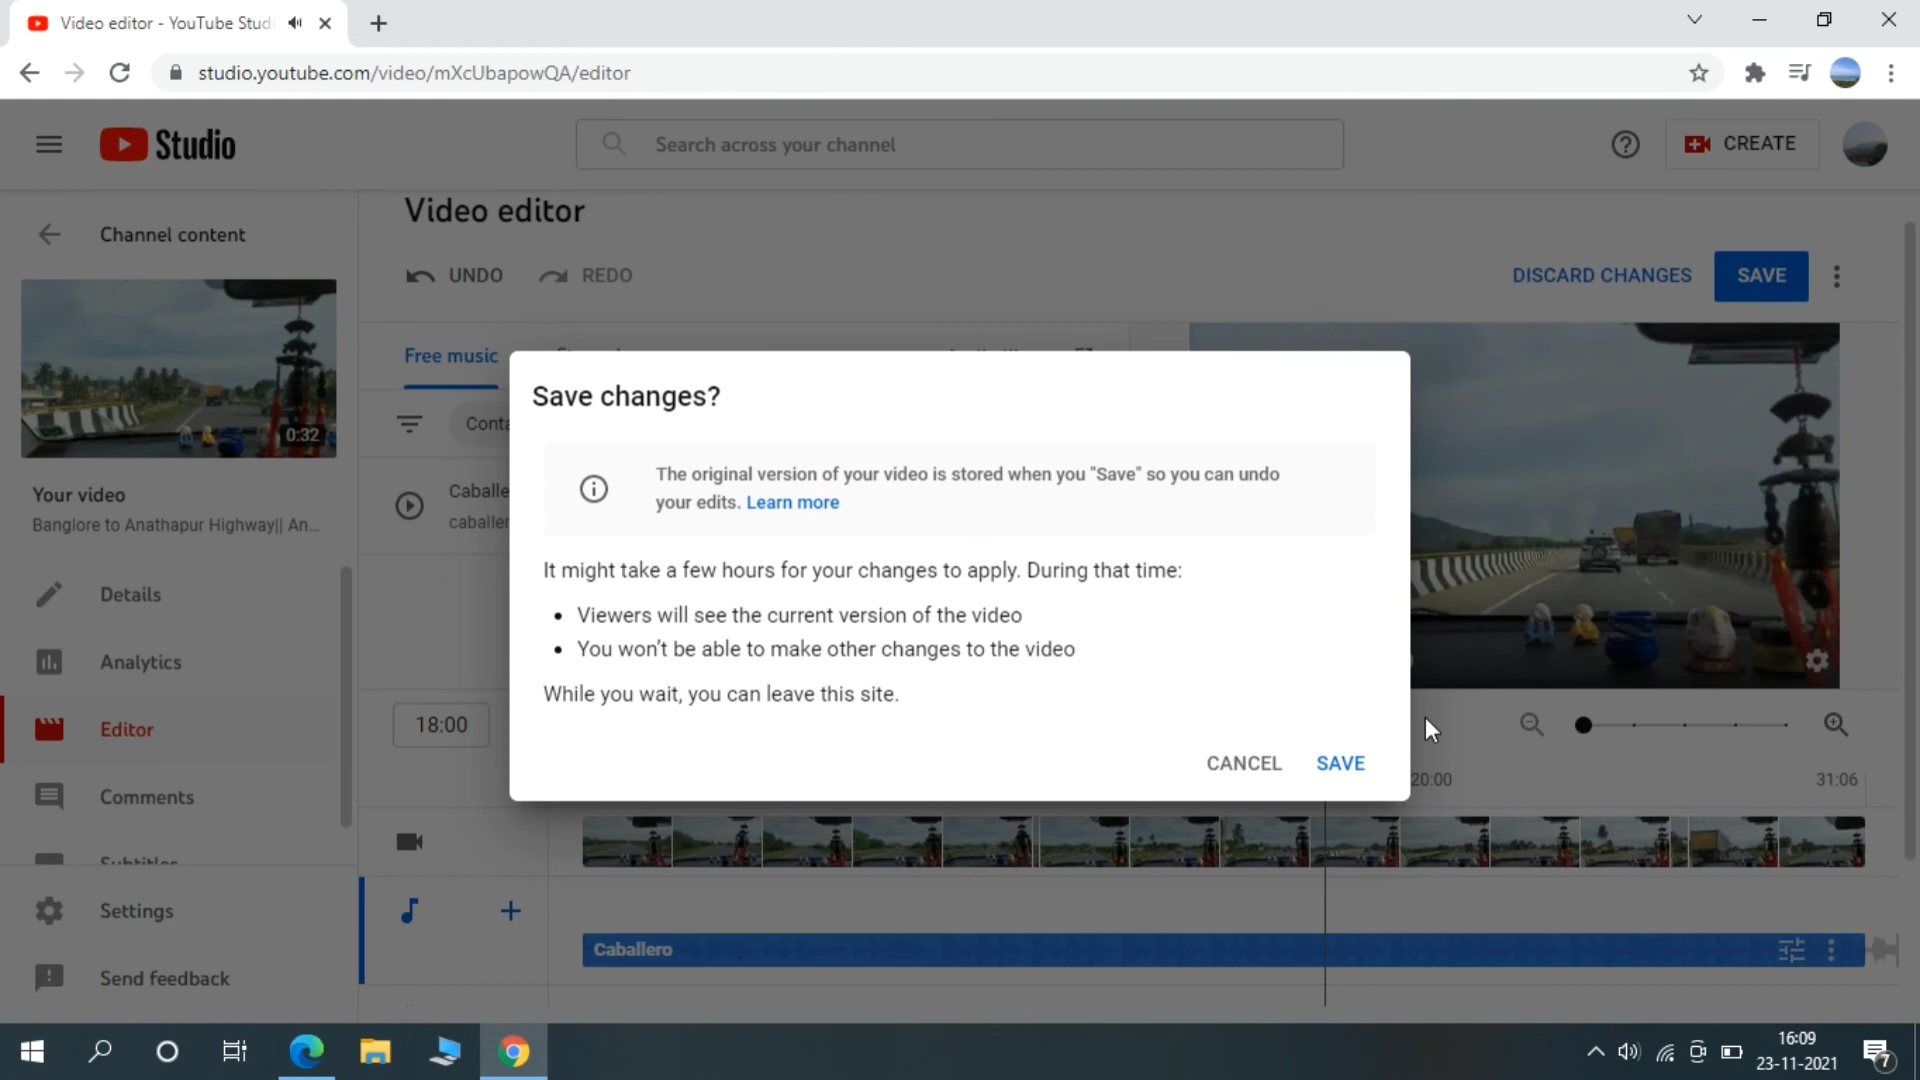 Video editor - YouTube Studi
studio.youtube.com/video/mXcUbapowQA/editor
Studio
Search across your channel
CREATE
Channel content
0:32
Your video
Banglore to Anathapur Highway|| An...
Details
Analytics
Editor
Comments
Subtitles
Settings
Send feedback
Video editor
UNDO
REDO
DISCARD CHANGES
SAVE
Free music
Conta
Caballe
caballer
Save changes?
The original version of your video is stored when you "Save" so you can undo
your edits. Learn more
It might take a few hours for your changes to apply. During that time:
• Viewers will see the current version of the video
• You won't be able to make other changes to the video
While you wait, you can leave this site.
CANCEL
SAVE
18:00
20:00
31:06
Caballero
16:09
23-11-2021
7